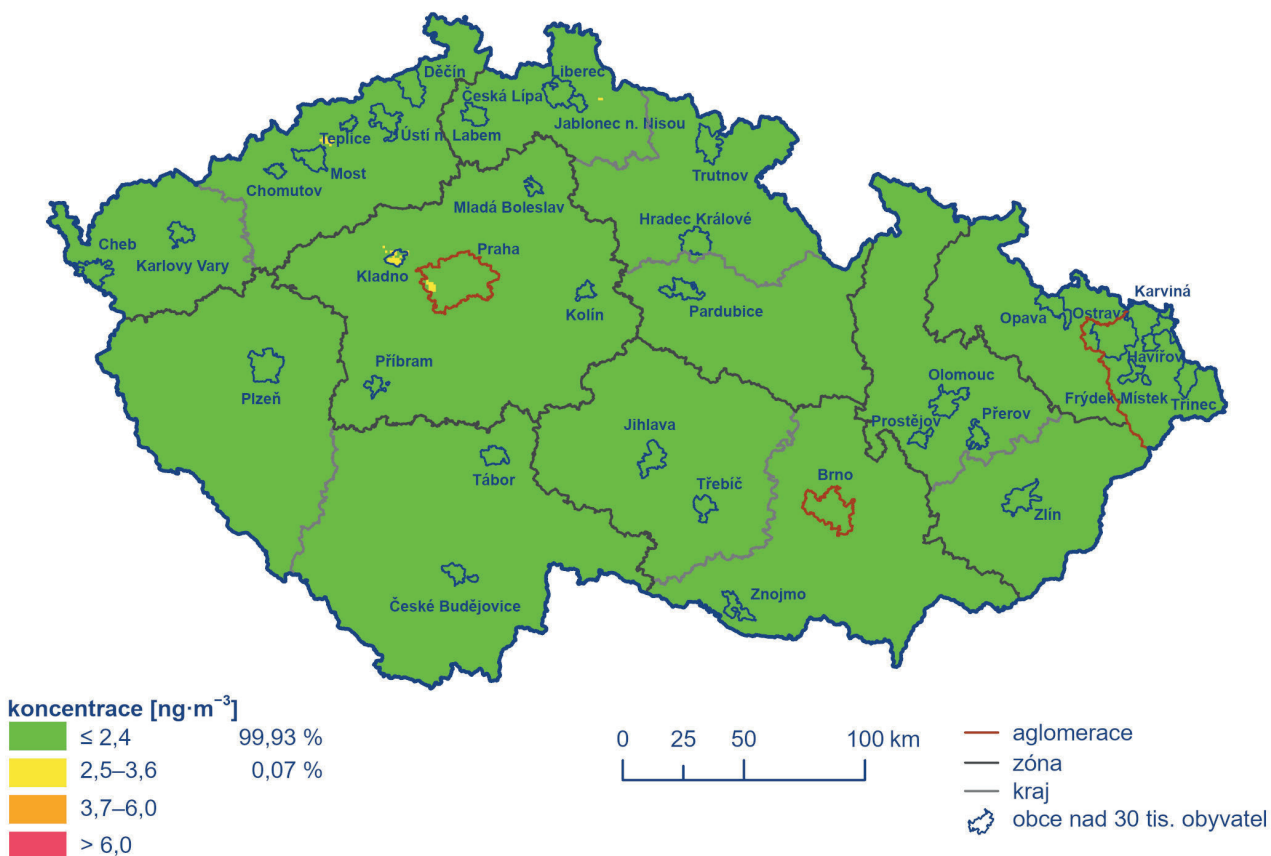 Děčín
Liberec
Česká Lípa
Jablonec n. Nisou
Teplice
Ústí n. Labem
Most
Chomutov
Trutnov
Mladá Boleslav
Hradec Králové
Cheb
Karlovy Vary
Kladno
Praha
Kolín
Pardubice
Karviná
Opava
Ostrava
Havířov
Příbram
Plzeň
Olomouc
Frýdek-Místek
Třinec
Prostějov
Přerov
Jihlava
Tábor
Třebíč
Brno
Zlín
České Budějovice
Znojmo
koncentrace [ng·m⁻³]
≤ 2,4 99,93 %
2,5–3,6 0,07 %
3,7–6,0
> 6,0
0 25 50 100 km
aglomerace
zóna
kraj
obce nad 30 tis. obyvatel